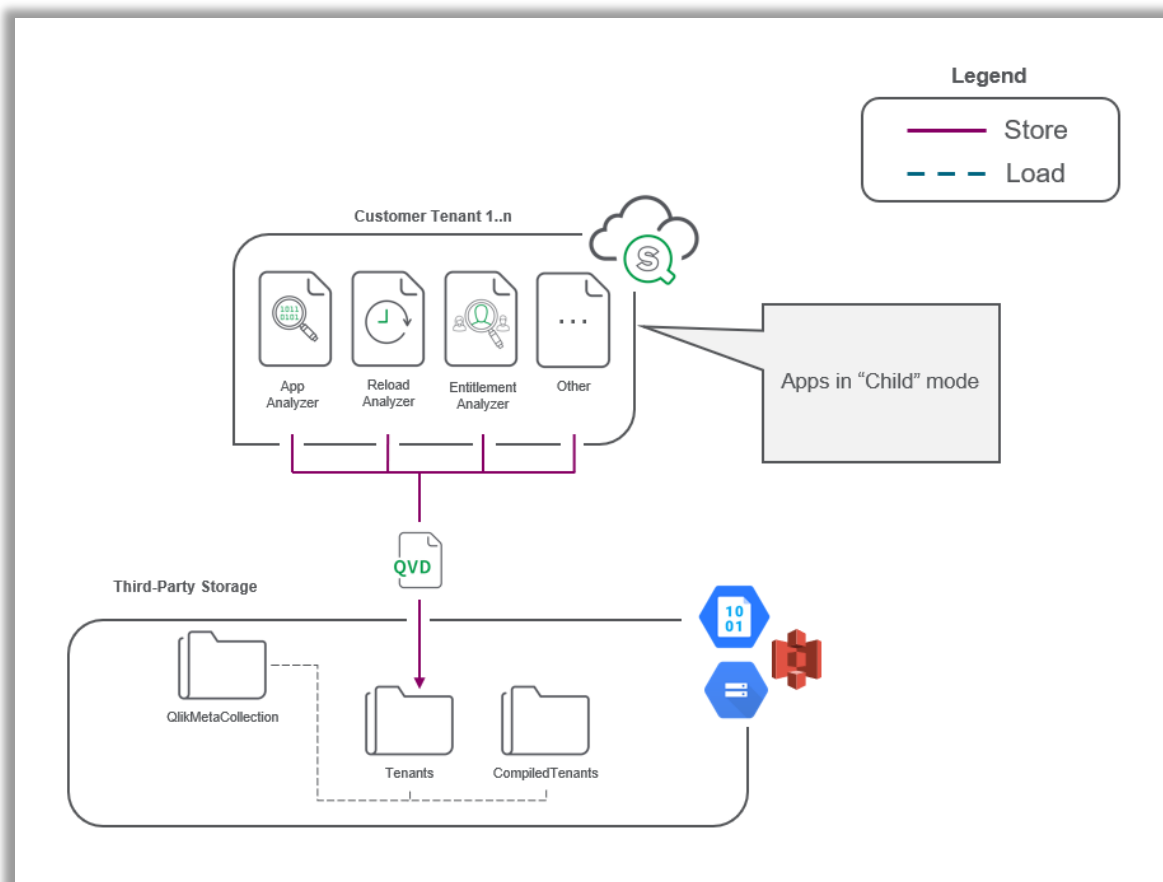 Legend
Store
Load
Customer Tenant 1..n
S
1011
0101
App
Analyzer
Reload
Analyzer
Entitlement
Analyzer
...
Other
Apps in “Child” mode
QVD
Third-Party Storage
10
01
QlikMetaCollection
Tenants
CompiledTenants